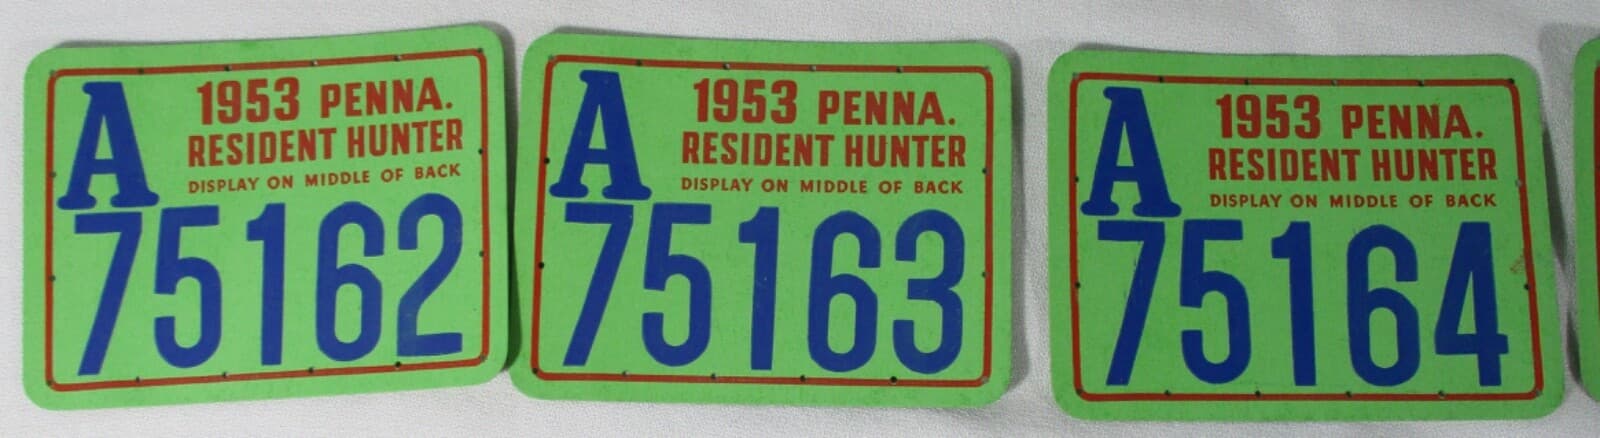 A
1953 PENNA.
RESIDENT HUNTER
DISPLAY ON MIDDLE OF BACK
75162
A
1953 PENNA.
RESIDENT HUNTER
DISPLAY ON MIDDLE OF BACK
75163
A
1953 PENNA.
RESIDENT HUNTER
DISPLAY ON MIDDLE OF BACK
75164